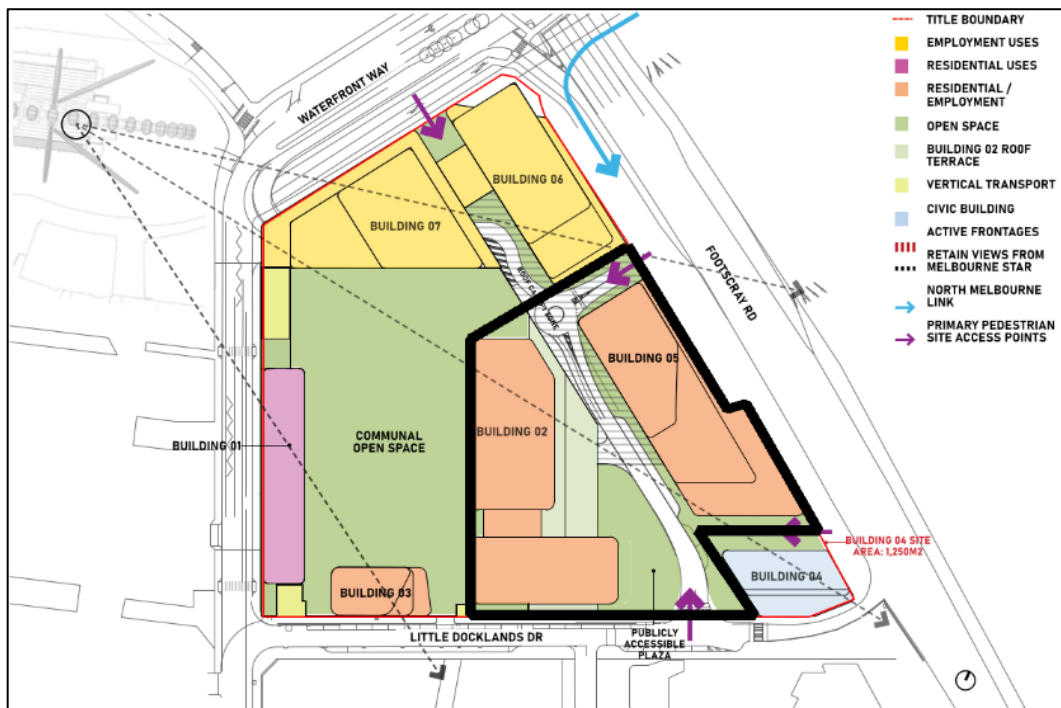 TITLE BOUNDARY
EMPLOYMENT USES
RESIDENTIAL USES
RESIDENTIAL /
EMPLOYMENT
OPEN SPACE
BUILDING 02 ROOF
TERRACE
VERTICAL TRANSPORT
CIVIC BUILDING
ACTIVE FRONTAGES
RETAIN VIEWS FROM
MELBOURNE STAR
NORTH MELBOURNE
LINK
PRIMARY PEDESTRIAN
SITE ACCESS POINTS
WATERFRONT WAY
BUILDING 06
BUILDING 07
FOOTSCRAY RD
ROOF CANOPY ZONE
BUILDING 05
BUILDING 02
BUILDING 01
COMMUNAL
OPEN SPACE
BUILDING 04 SITE
AREA: 1,250M2
BUILDING 04
BUILDING 03
LITTLE DOCKLANDS DR
PUBLICLY
ACCESSIBLE
PLAZA